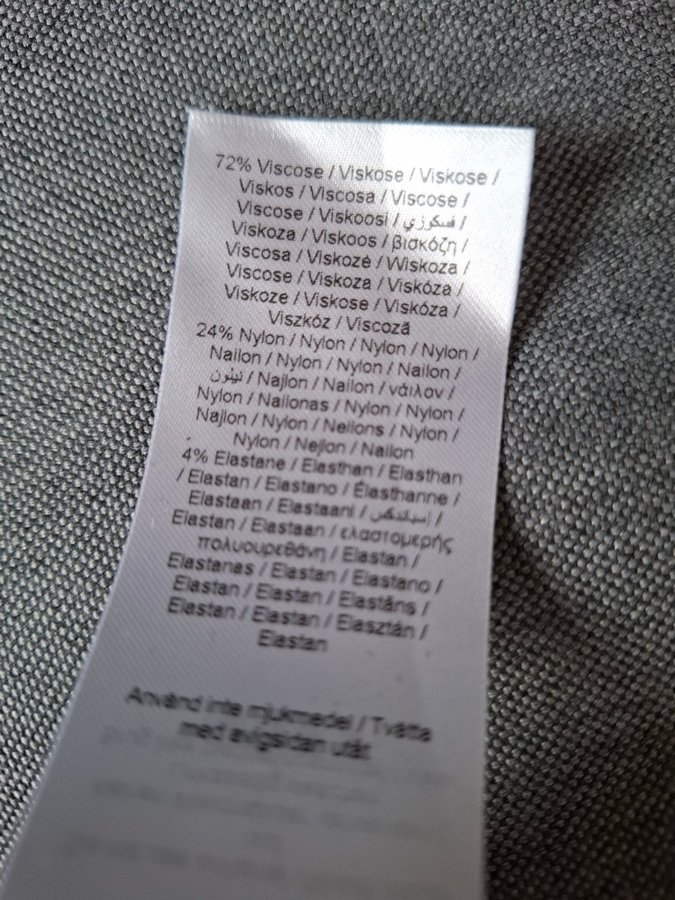 72% Viscose / Viskose / Viskose /
Viskos / Viscosa / Viscose /
Viscose / Viskoosi / فسكوزي /
Viskoza / Viskoos / βισκόζη /
Viscosa / Viskozė / Wiskoza /
Viscose / Viskoza / Viskóza /
Viskoze / Viskose / Viskóza /
Viszkóz / Viscoză
24% Nylon / Nylon / Nylon / Nylon /
Nailon / Nylon / Nylon / Nailon /
نيلون / Najlon / Nailon / νάιλον /
Nylon / Nailonas / Nylon / Nylon /
Najlon / Nylon / Neilons / Nylon /
Nylon / Nejlon / Nailon
4% Elastane / Elasthan / Elasthan
/ Elastan / Elastano / Élasthanne /
Elastaan / Elastaani / إسباندكس /
Elastan / Elastaan / ελαστομερής
πολυουρεθάνη / Elastan /
Elastanas / Elastan / Elastano /
Elastan / Elastan / Elastāns /
Elastan / Elastan / Elasztán /
Elastan
Använd inte mjukmedel / Tvätta
med avigsidan utåt